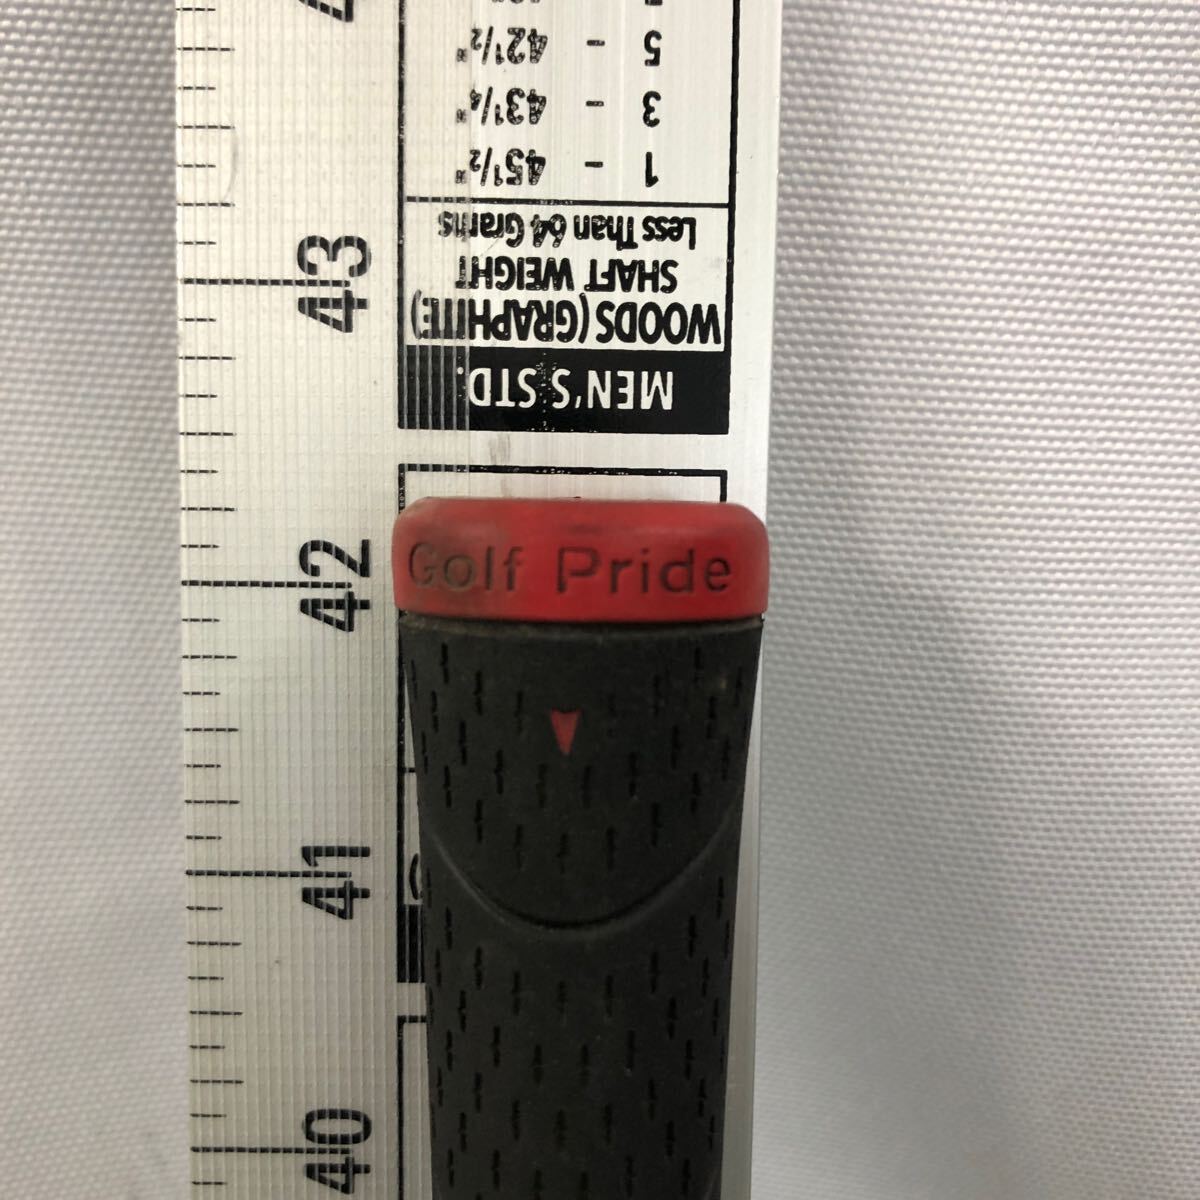 5 - 42½"
3 - 43¼"
1 - 45½"
Less Than 64 Grams
SHAFT WEIGHT
WOODS (GRAPHITE)
MEN'S STD.
43
42
41
40
Golf Pride